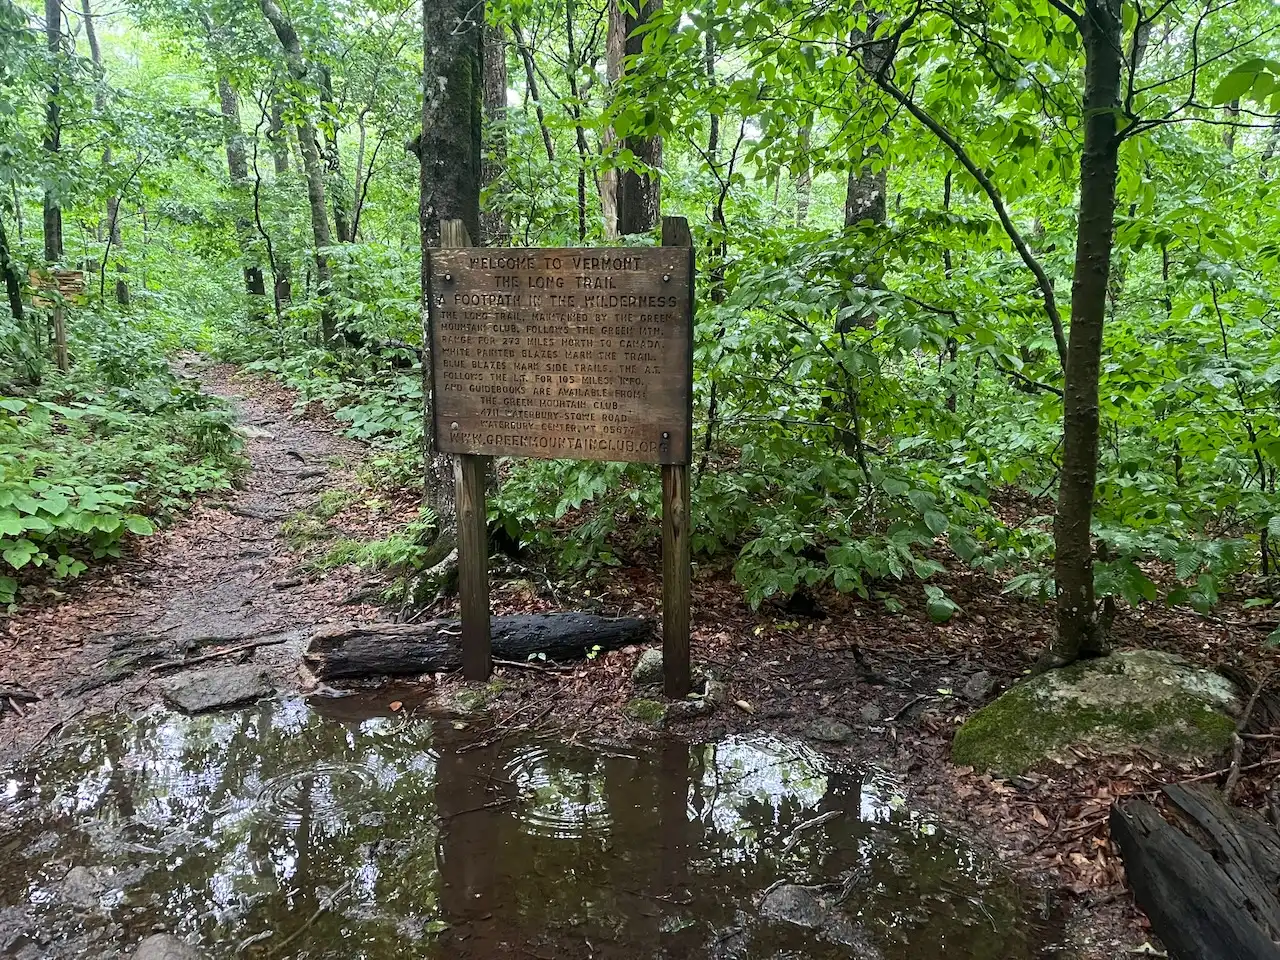 WELCOME TO VERMONT
THE LONG TRAIL
A FOOTPATH IN THE WILDERNESS
THE LONG TRAIL, MAINTAINED BY THE GREEN
MOUNTAIN CLUB, FOLLOWS THE GREEN MTN.
RANGE FOR 273 MILES NORTH TO CANADA.
WHITE PAINTED BLAZES MARK THE TRAIL.
BLUE BLAZES MARK SIDE TRAILS. THE A.T.
FOLLOWS THE L.T. FOR 105 MILES. INFO.
AND GUIDEBOOKS ARE AVAILABLE FROM:
THE GREEN MOUNTAIN CLUB
4711 WATERBURY-STOWE ROAD
WATERBURY CENTER, VT 05677
WWW.GREENMOUNTAINCLUB.ORG